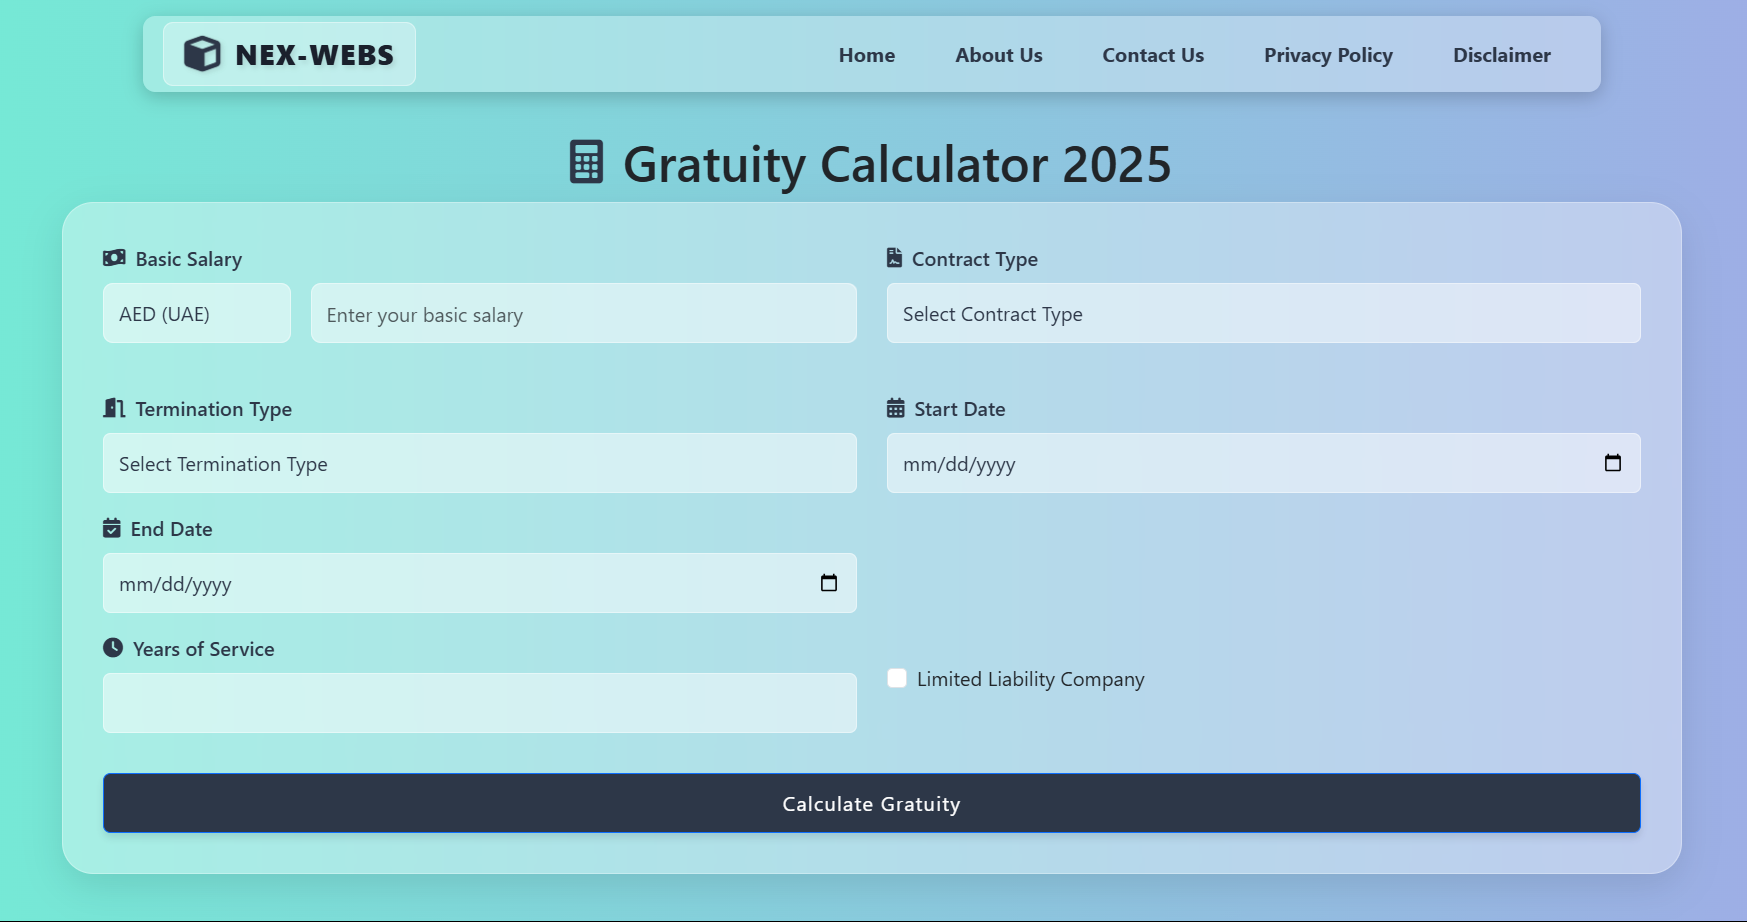 NEX-WEBS
Home About Us Contact Us Privacy Policy Disclaimer
Gratuity Calculator 2025
Basic Salary
AED (UAE)
Enter your basic salary
Contract Type
Select Contract Type
Termination Type
Select Termination Type
Start Date
mm/dd/yyyy
End Date
mm/dd/yyyy
Years of Service
Limited Liability Company
Calculate Gratuity